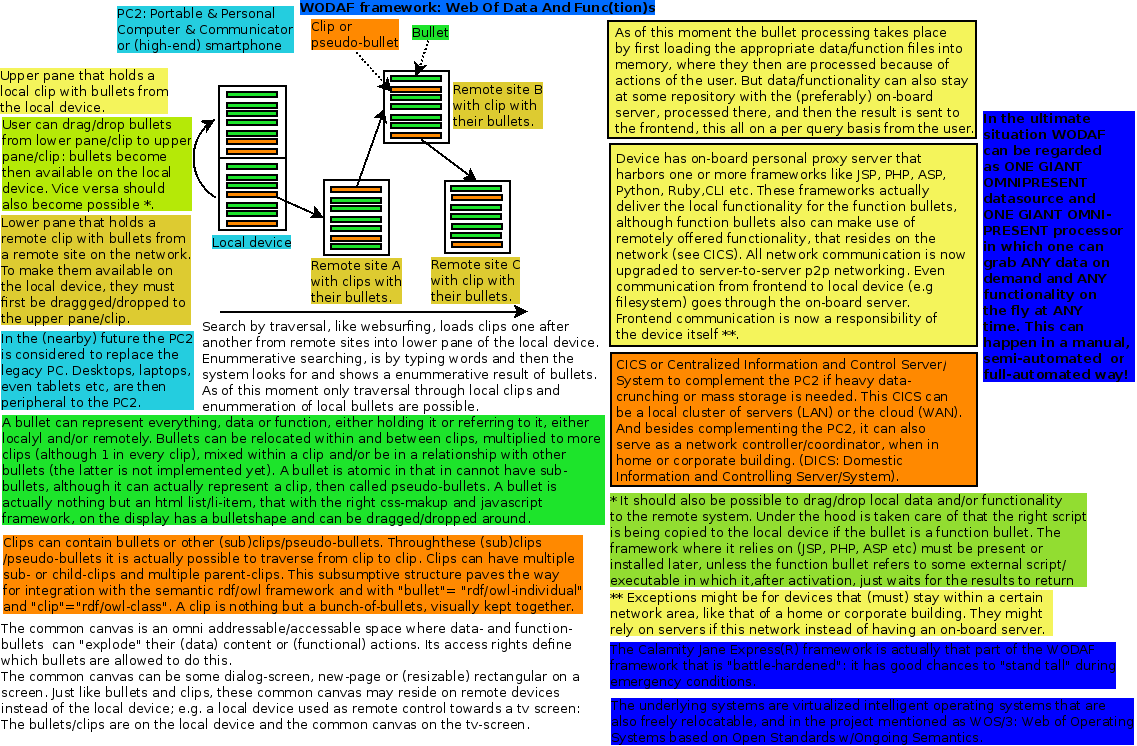 WODAF framework: Web Of Data And Func(tion)s
PC2: Portable & Personal
Computer & Communicator
or (high-end) smartphone
Clip or
pseudo-bullet
Bullet
Upper pane that holds a
local clip with bullets from
the local device.
User can drag/drop bullets
from lower pane/clip to upper
pane/clip: bullets become
then available on the local
device. Vice versa should
also become possible *.
Lower pane that holds a
remote clip with bullets from
a remote site on the network.
To make them available on
the local device, they must
first be draggged/dropped to
the upper pane/clip.
In the (nearby) future the PC2
is considered to replace the
legacy PC. Desktops, laptops,
even tablets etc, are then
peripheral to the PC2.
Local device
Remote site B
with clip with
their bullets.
Remote site A
with clips with
their bullets.
Remote site C
with clip with
their bullets.
Search by traversal, like websurfing, loads clips one after
another from remote sites into lower pane of the local device.
Enummerative searching, is by typing words and then the
system looks for and shows a enummerative result of bullets.
As of this moment only traversal through local clips and
enummeration of local bullets are possible.
A bullet can represent everything, data or function, either holding it or referring to it, either
localyl and/or remotely. Bullets can be relocated within and between clips, multiplied to more
clips (although 1 in every clip), mixed within a clip and/or be in a relationship with other
bullets (the latter is not implemented yet). A bullet is atomic in that in cannot have sub-
bullets, although it can actually represent a clip, then called pseudo-bullets. A bullet is
actually nothing but an html list/li-item, that with the right css-makup and javascript
framework, on the display has a bulletshape and can be dragged/dropped around.
Clips can contain bullets or other (sub)clips/pseudo-bullets. Throughthese (sub)clips
/pseudo-bullets it is actually possible to traverse from clip to clip. Clips can have multiple
sub- or child-clips and multiple parent-clips. This subsumptive structure paves the way
for integration with the semantic rdf/owl framework and with "bullet"= "rdf/owl-individual"
and "clip"="rdf/owl-class". A clip is nothing but a bunch-of-bullets, visually kept together.
The common canvas is an omni addressable/accessable space where data- and function-
bullets can "explode" their (data) content or (functional) actions. Its access rights define
which bullets are allowed to do this.
The common canvas can be some dialog-screen, new-page or (resizable) rectangular on a
screen. Just like bullets and clips, these common canvas may reside on remote devices
instead of the local device; e.g. a local device used as remote control towards a tv screen:
The bullets/clips are on the local device and the common canvas on the tv-screen.
As of this moment the bullet processing takes place
by first loading the appropriate data/function files into
memory, where they then are processed because of
actions of the user. But data/functionality can also stay
at some repository with the (preferably) on-board
server, processed there, and then the result is sent to
the frontend, this all on a per query basis from the user.
Device has on-board personal proxy server that
harbors one or more frameworks like JSP, PHP, ASP,
Python, Ruby,CLI etc. These frameworks actually
deliver the local functionality for the function bullets,
although function bullets also can make use of
remotely offered functionality, that resides on the
network (see CICS). All network communication is now
upgraded to server-to-server p2p networking. Even
communication from frontend to local device (e.g
filesystem) goes through the on-board server.
Frontend communication is now a responsibility of
the device itself **.
CICS or Centralized Information and Control Server/
System to complement the PC2 if heavy data-
crunching or mass storage is needed. This CICS can
be a local cluster of servers (LAN) or the cloud (WAN).
And besides complementing the PC2, it can also
serve as a network controller/coordinator, when in
home or corporate building. (DICS: Domestic
Information and Controlling Server/System).
* It should also be possible to drag/drop local data and/or functionality
to the remote system. Under the hood is taken care of that the right script
is being copied to the local device if the bullet is a function bullet. The
framework where it relies on (JSP, PHP, ASP etc) must be present or
installed later, unless the function bullet refers to some external script/
executable in which it,after activation, just waits for the results to return
** Exceptions might be for devices that (must) stay within a certain
network area, like that of a home or corporate building. They might
rely on servers if this network instead of having an on-board server.
The Calamity Jane Express(R) framework is actually that part of the WODAF
framework that is "battle-hardened": it has good chances to "stand tall" during
emergency conditions.
The underlying systems are virtualized intelligent operating systems that are
also freely relocatable, and in the project mentioned as WOS/3: Web of Operating
Systems based on Open Standards w/Ongoing Semantics
In the ultimate
situation WODAF
can be regarded
as ONE GIANT
OMNIPRESENT
datasource and
ONE GIANT OMNI-
PRESENT processor
in which one can
grab ANY data on
demand and ANY
functionality on
the fly at ANY
time. This can
happen in a manual,
semi-automated or
full-automated way!